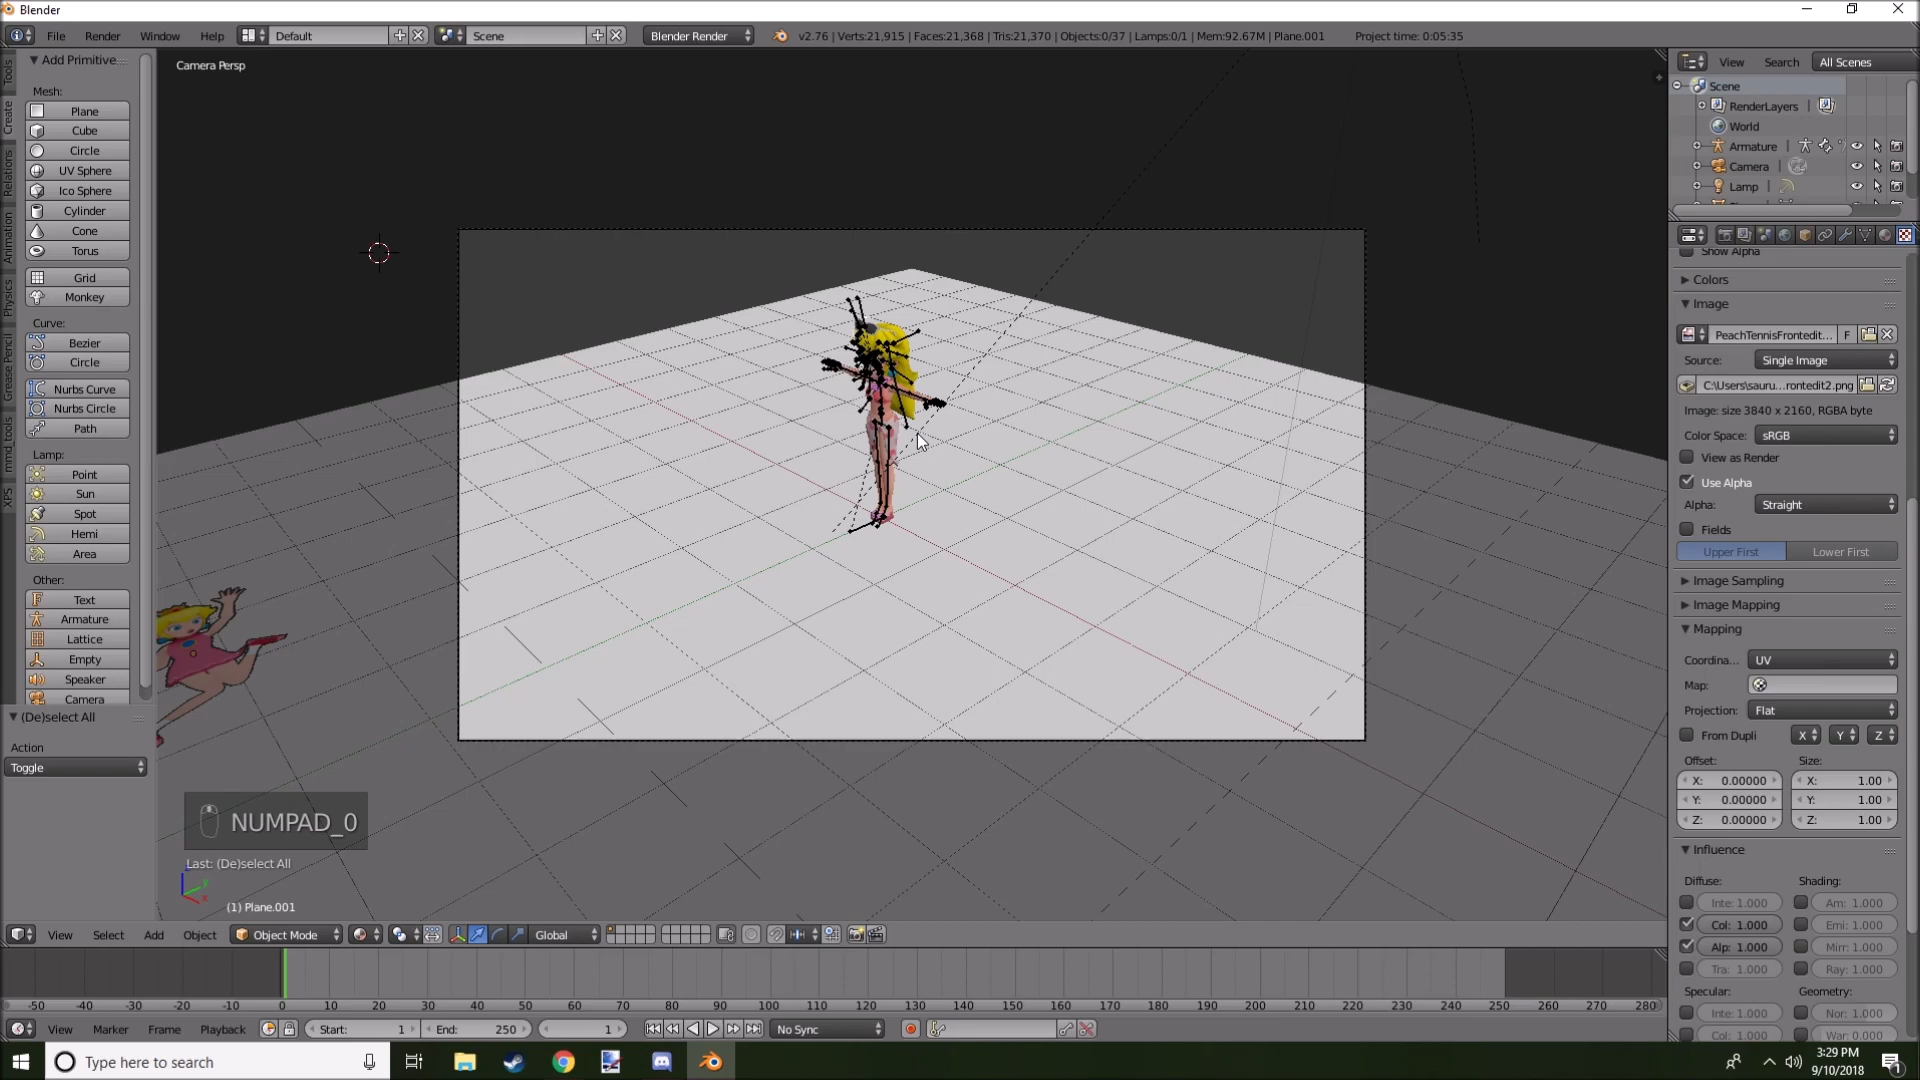 Blender
File Render Window Help Default Scene Blender Render v2.76 | Verts:21,915 | Faces:21,368 | Tris:21,370 | Objects:0/37 | Lamps:0/1 | Mem:92.67M | Plane.001 Project time: 0:05:35
Tools
Create
Relations
Animation
Physics
Grease Pencil
mmd_tools
XPS
Add Primitive
Mesh:
Plane
Cube
Circle
UV Sphere
Ico Sphere
Cylinder
Cone
Torus
Grid
Monkey
Curve:
Bezier
Circle
Nurbs Curve
Nurbs Circle
Path
Lamp:
Point
Sun
Spot
Hemi
Area
Other:
Text
Armature
Lattice
Empty
Speaker
Camera
(De)select All
Action
Toggle
Camera Persp
NUMPAD_0
Last: (De)select All
(1) Plane.001
View Search All Scenes
Scene
RenderLayers
World
Armature
Camera
Lamp
Show Alpha
Colors
Image
PeachTennisFrontedit... F
Source: Single Image
C:\Users\sauru...rontedit2.png
Image: size 3840 x 2160, RGBA byte
Color Space: sRGB
View as Render
Use Alpha
Alpha: Straight
Fields
Upper First Lower First
Image Sampling
Image Mapping
Mapping
Coordina... UV
Map:
Projection: Flat
From Dupli X Y Z
Offset: Size:
X: 0.00000 X: 1.00
Y: 0.00000 Y: 1.00
Z: 0.00000 Z: 1.00
Influence
Diffuse: Shading:
Inte: 1.000 Am: 1.000
Col: 1.000 Emi: 1.000
Alp: 1.000 Mirr: 1.000
Tra: 1.000 Ray: 1.000
Specular: Geometry:
Inte: 1.000 Nor: 1.000
Col: 1.000 War: 0.000
View Select Add Object Object Mode Global
-50 -40 -30 -20 -10 0 10 20 30 40 50 60 70 80 90 100 110 120 130 140 150 160 170 180 190 200 210 220 230 240 250 260 270 280
View Marker Frame Playback Start: 1 End: 250 1 No Sync
Type here to search
3:29 PM
9/10/2018
1